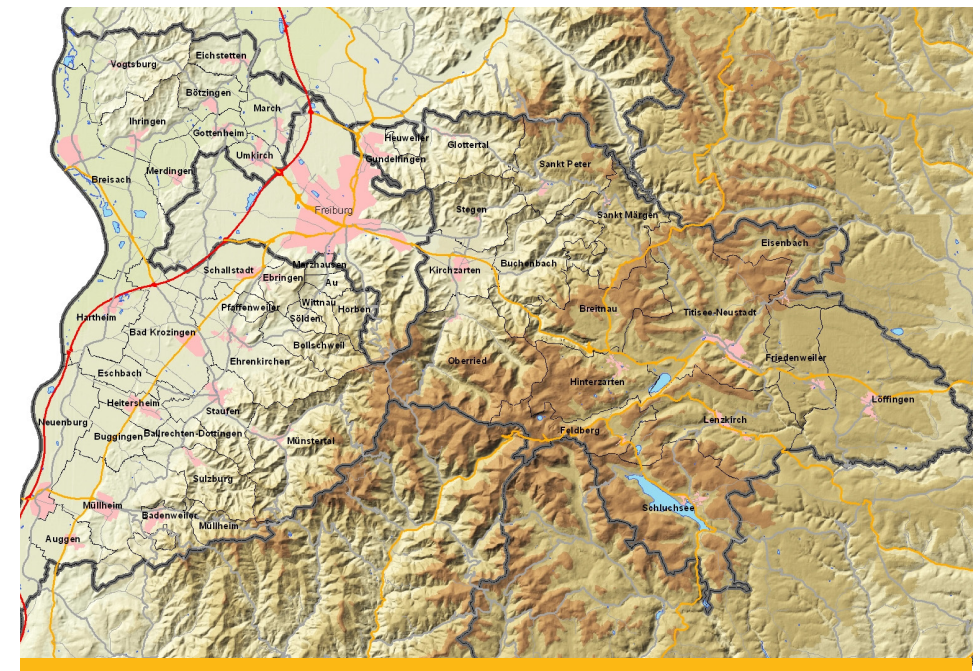 Eichstetten
Vogtsburg
Bötzingen
March
Ihringen
Gottenheim
Heuweiler
Glottertal
Umkirch
Gundelfingen
Sankt Peter
Merdingen
Breisach
Freiburg
Stegen
Sankt Märgen
Eisenbach
Merzhausen
Buchenbach
Schallstadt
Kirchzarten
Ebringen
Au
Wittnau
Pfaffenweiler
Horben
Breitnau
Titisee-Neustadt
Hartheim
Sölden
Bad Krozingen
Bollschweil
Friedenweiler
Ehrenkirchen
Oberried
Eschbach
Hinterzarten
Löffingen
Heitersheim
Staufen
Neuenburg
Lenzkirch
Feldberg
Buggingen
Ballrechten-Dottingen
Münstertal
Sulzburg
Müllheim
Schluchsee
Badenweiler
Müllheim
Auggen